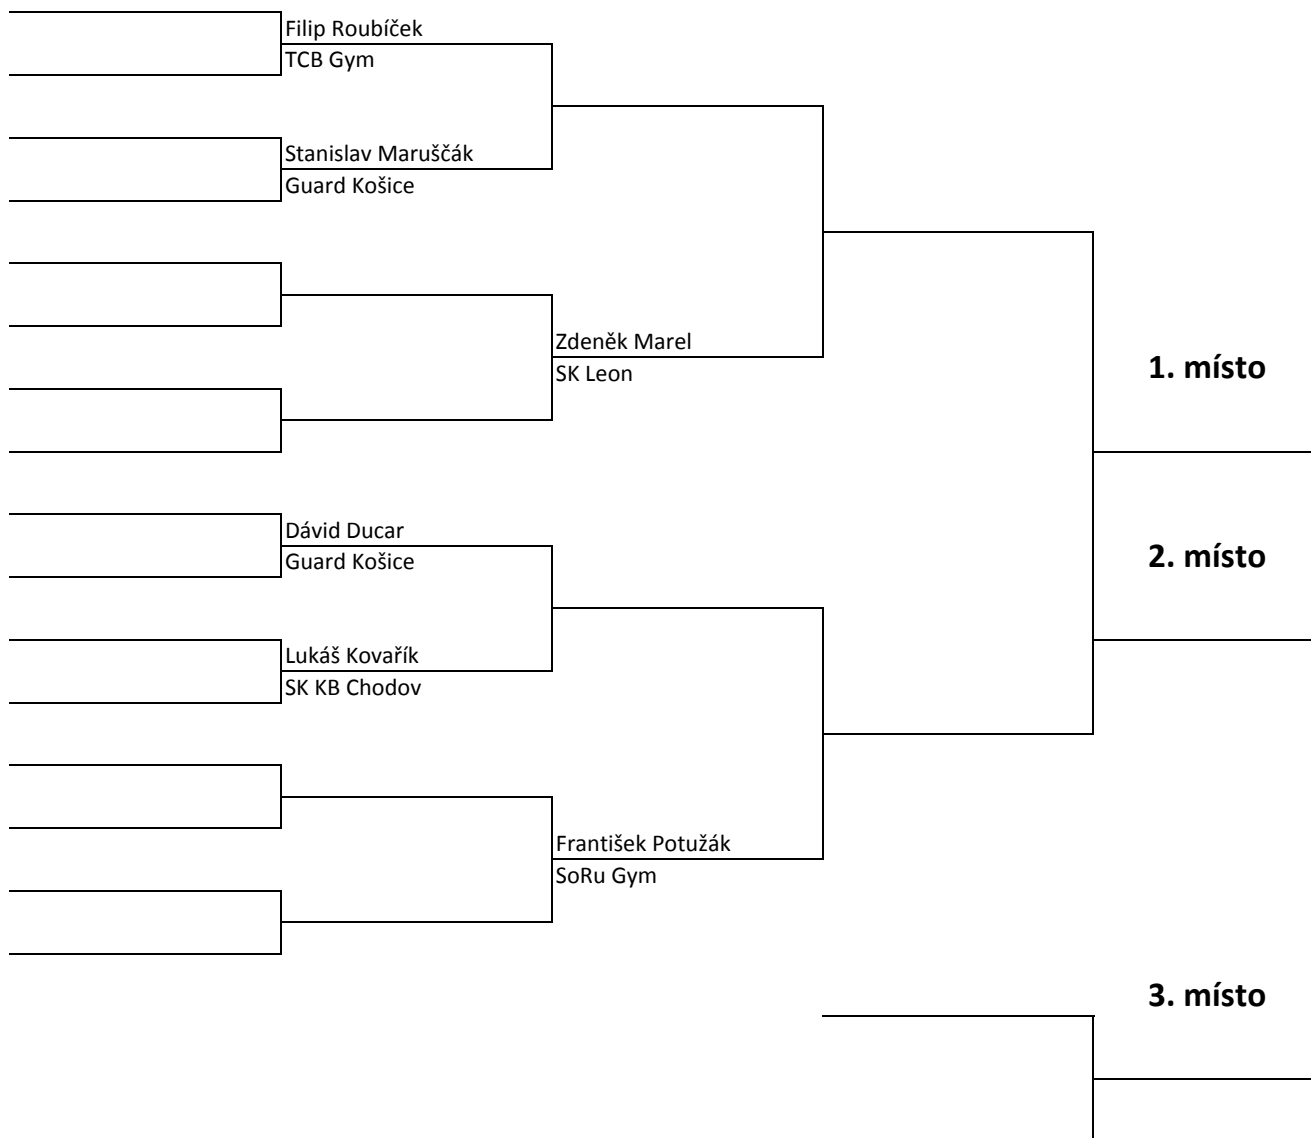 Filip Roubíček
TCB Gym
Stanislav Maruščák
Guard Košice
Zdeněk Marel
SK Leon
1. místo
Dávid Ducar
Guard Košice
2. místo
Lukáš Kovařík
SK KB Chodov
František Potužák
SoRu Gym
3. místo